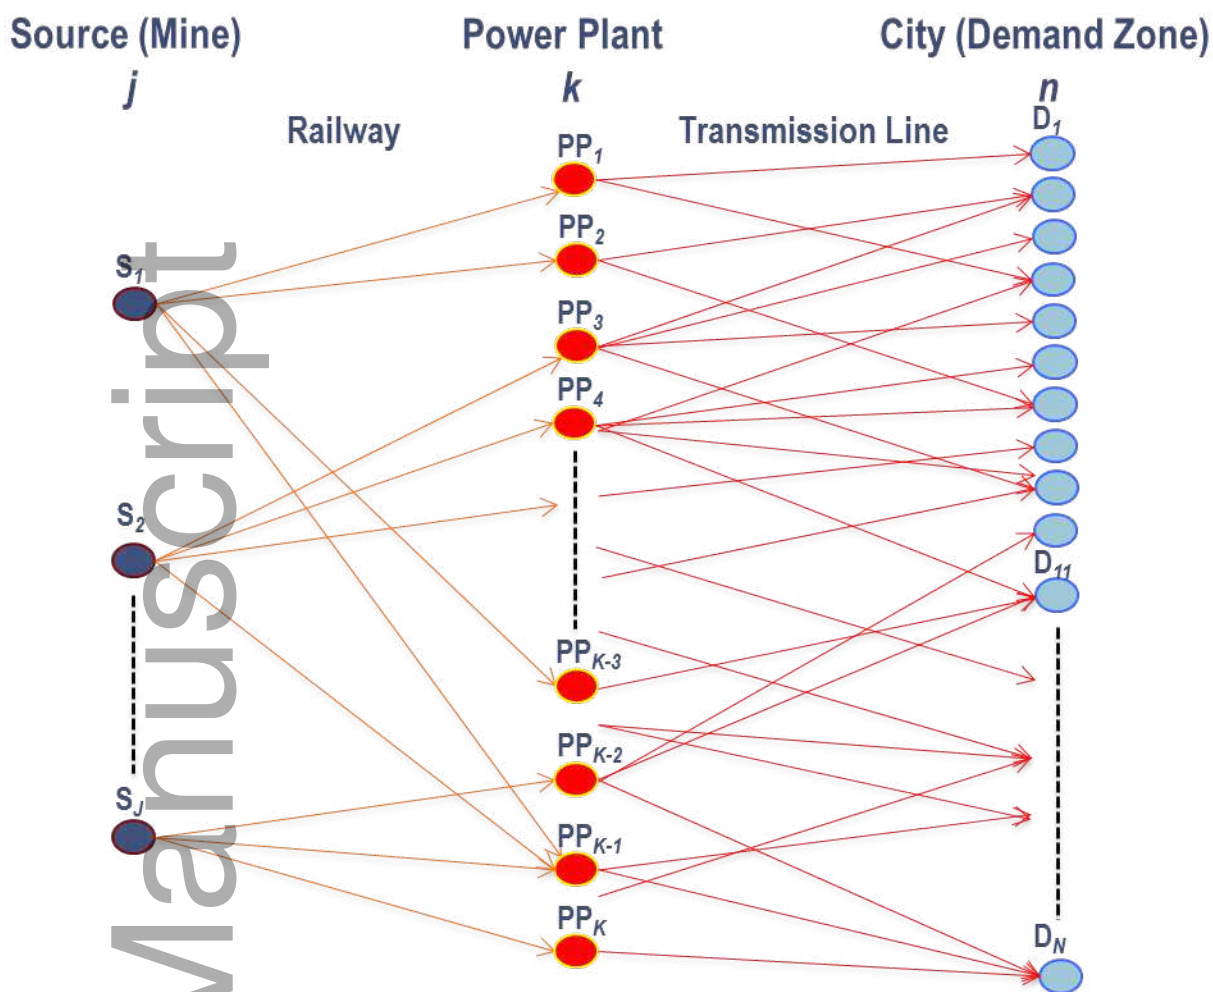 Source (Mine) Power Plant City (Demand Zone)
j k n
Railway Transmission Line
D1
PP1
PP2
S1
PP3
PP4
S2
D11
PPK-3
PPK-2
SJ
PPK-1
PPK
DN
Manuscript